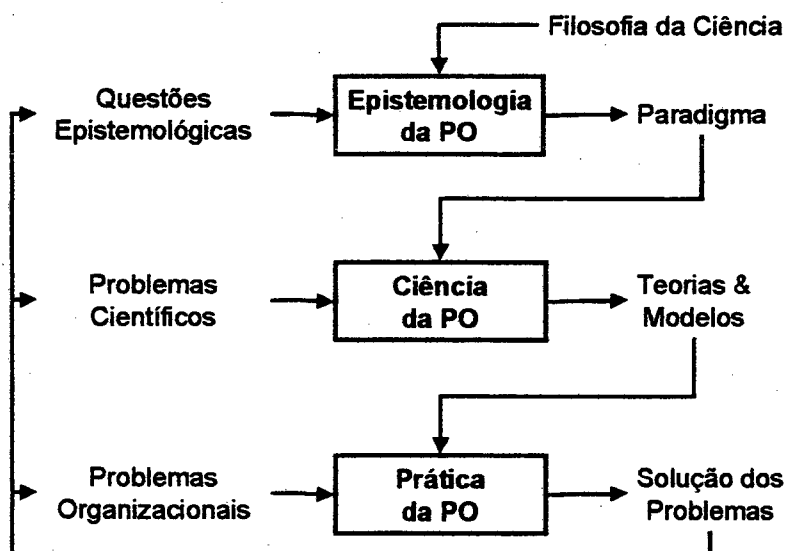 Filosofia da Ciência
Questões
Epistemológicas
Epistemologia
da PO
Paradigma
Problemas
Científicos
Ciência
da PO
Teorias &
Modelos
Problemas
Organizacionais
Prática
da PO
Solução dos
Problemas